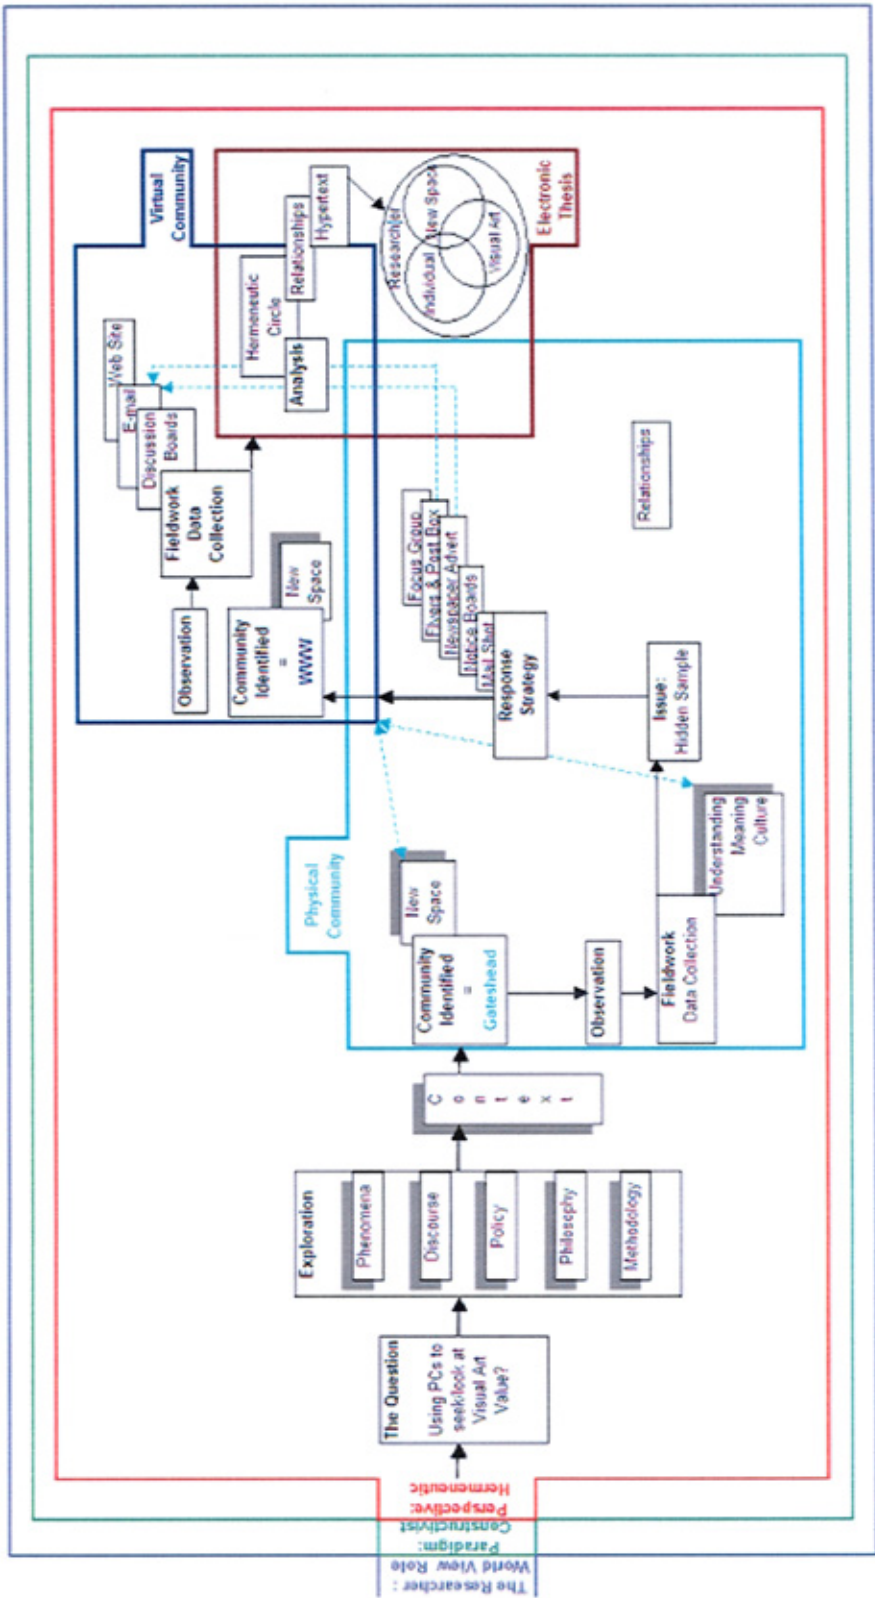 The Researcher :
World View Role
Paradigm:
Constructivist
Perspective:
Hermeneutic
The Question
Using PCs to
seek/look at
Visual Art
Value?
Exploration
Phenomena
Discourse
Policy
Philosophy
Methodology
C
o
n
t
e
x
t
Physical
Community
Community
Identified
=
Gateshead
New
Space
Observation
Fieldwork
Data Collection
Understanding
Meaning
Culture
Issue:
Hidden Sample
Response
Strategy
Mail Shot
Notice Boards
Newspaper Advert
Flyers & Post Box
Focus Group
Relationships
Virtual
Community
Community
Identified
=
WWW
New
Space
Observation
Fieldwork
Data
Collection
Discussion
Boards
E-mail
Web Site
Electronic
Thesis
Analysis
Hermeneutic
Circle
Relationships
Hypertext
Research/er
Individual
New Space
Visual Art